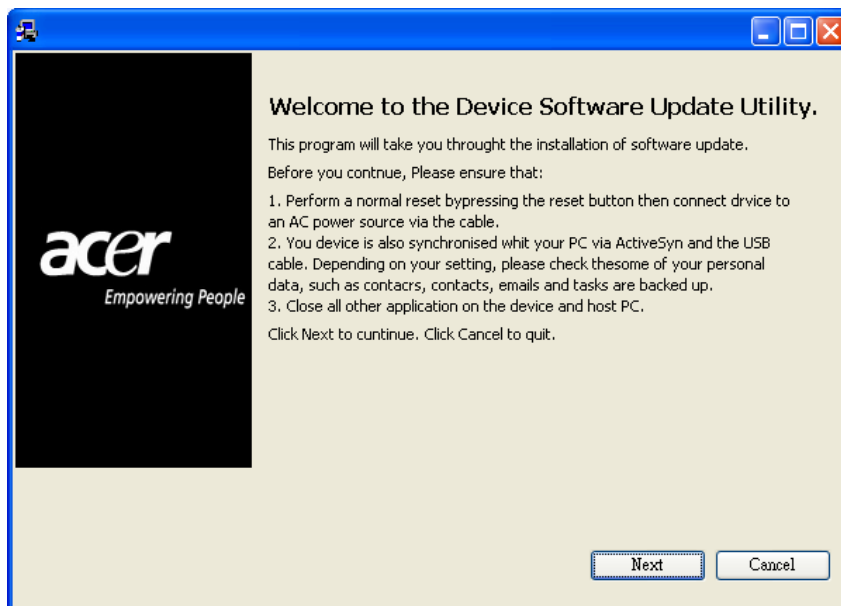 acer
Empowering People
Welcome to the Device Software Update Utility.
This program will take you throught the installation of software update.
Before you contnue, Please ensure that:
1. Perform a normal reset bypressing the reset button then connect drvice to
an AC power source via the cable.
2. You device is also synchronised whit your PC via ActiveSyn and the USB
cable. Depending on your setting, please check thesome of your personal
data, such as contacrs, contacts, emails and tasks are backed up.
3. Close all other application on the device and host PC.
Click Next to cuntinue. Click Cancel to quit.
Next
Cancel